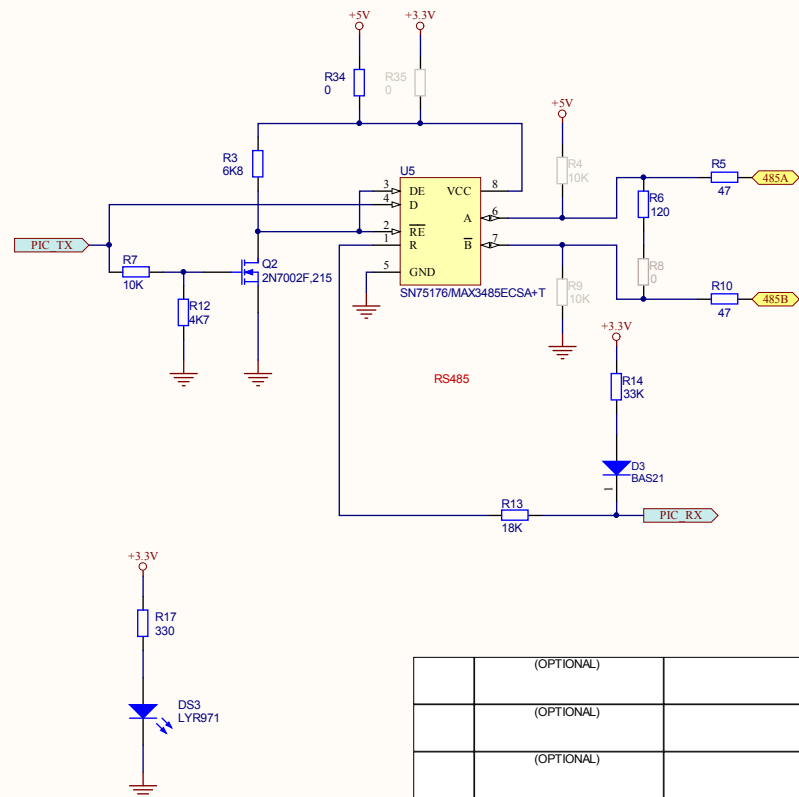 +5V
+3.3V
R34
0
R35
0
+5V
R3
6K8
U5
R4
10K
R5
47
485A
3 DE
VCC 8
4 D
A 6
R6
120
2 RE
1 R
B 7
PIC_TX
Q2
2N7002F,215
R7
10K
5 GND
R8
0
R9
10K
R10
47
485B
SN75176/MAX3485ECSA+T
R12
4K7
+3.3V
RS485
R14
33K
D3
BAS21
1
R13
18K
PIC_RX
+3.3V
R17
330
DS3
LYR971
(OPTIONAL)
(OPTIONAL)
(OPTIONAL)